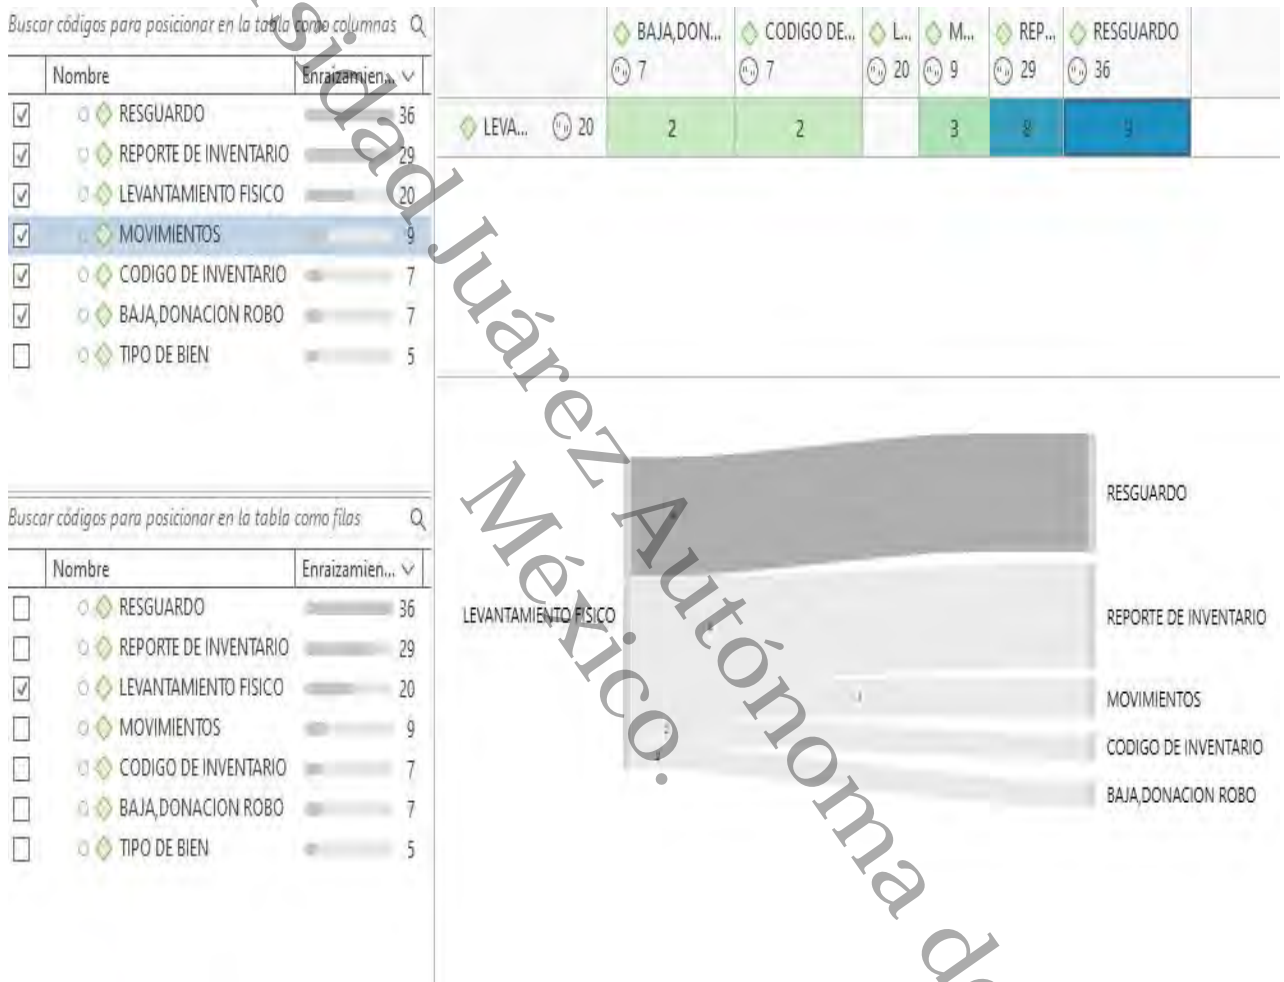 Buscar códigos para posicionar en la tabla como columnas
Nombre Enraizamien...
RESGUARDO 36
REPORTE DE INVENTARIO 29
LEVANTAMIENTO FISICO 20
MOVIMIENTOS 9
CODIGO DE INVENTARIO 7
BAJA,DONACION ROBO 7
TIPO DE BIEN 5
Buscar códigos para posicionar en la tabla como filas
Nombre Enraizamien...
RESGUARDO 36
REPORTE DE INVENTARIO 29
LEVANTAMIENTO FISICO 20
MOVIMIENTOS 9
CODIGO DE INVENTARIO 7
BAJA,DONACION ROBO 7
TIPO DE BIEN 5
BAJA,DON... CODIGO DE... L... M... REP... RESGUARDO
7 7 20 9 29 36
LEVA... 20 2 2 3 8 9
LEVANTAMIENTO FISICO
RESGUARDO
REPORTE DE INVENTARIO
MOVIMIENTOS
CODIGO DE INVENTARIO
BAJA,DONACION ROBO
sidad Juárez Autónoma de
México.